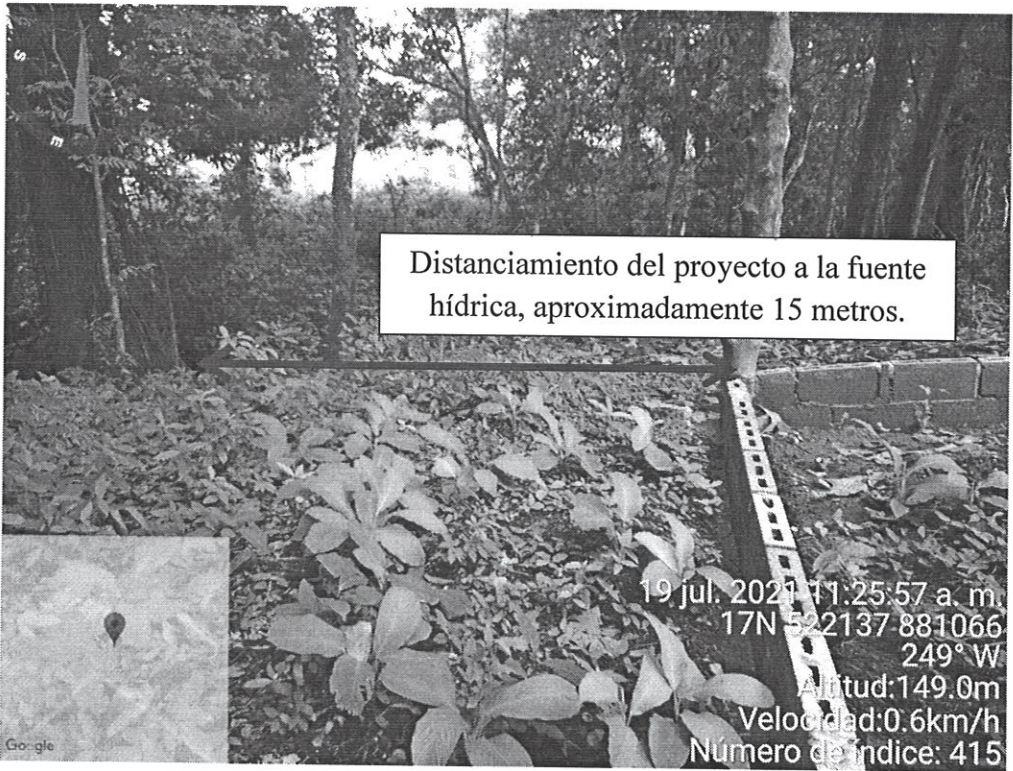 S
N
E
Distanciamiento del proyecto a la fuente
hídrica, aproximadamente 15 metros.
19 jul. 2021 11:25:57 a. m.
17N 522137 881066
249° W
Altitud:149.0m
Velocidad:0.6km/h
Número de índice: 415
Google